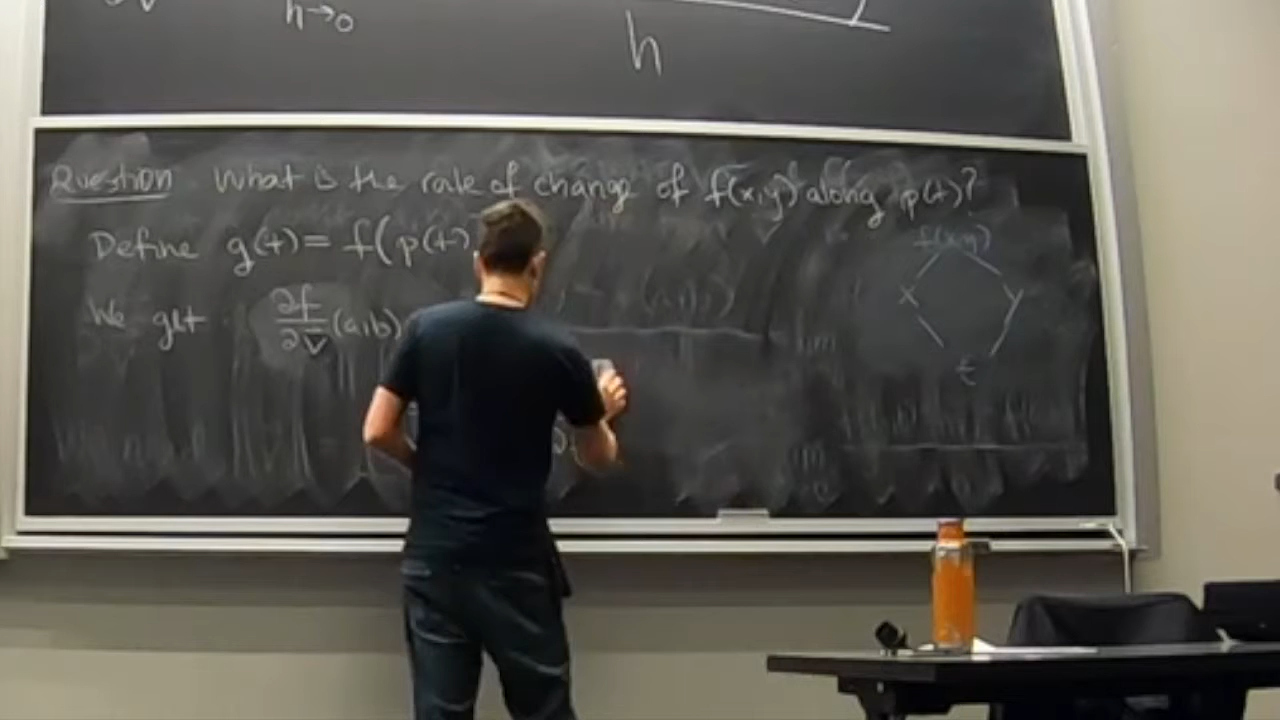 h→0
h
Question What is the rate of change of f(x,y) along p(t)?
Define g(t) = f(p(t)
We get ∂f/∂v⃗ (a,b)
f(x,y)
x y
t